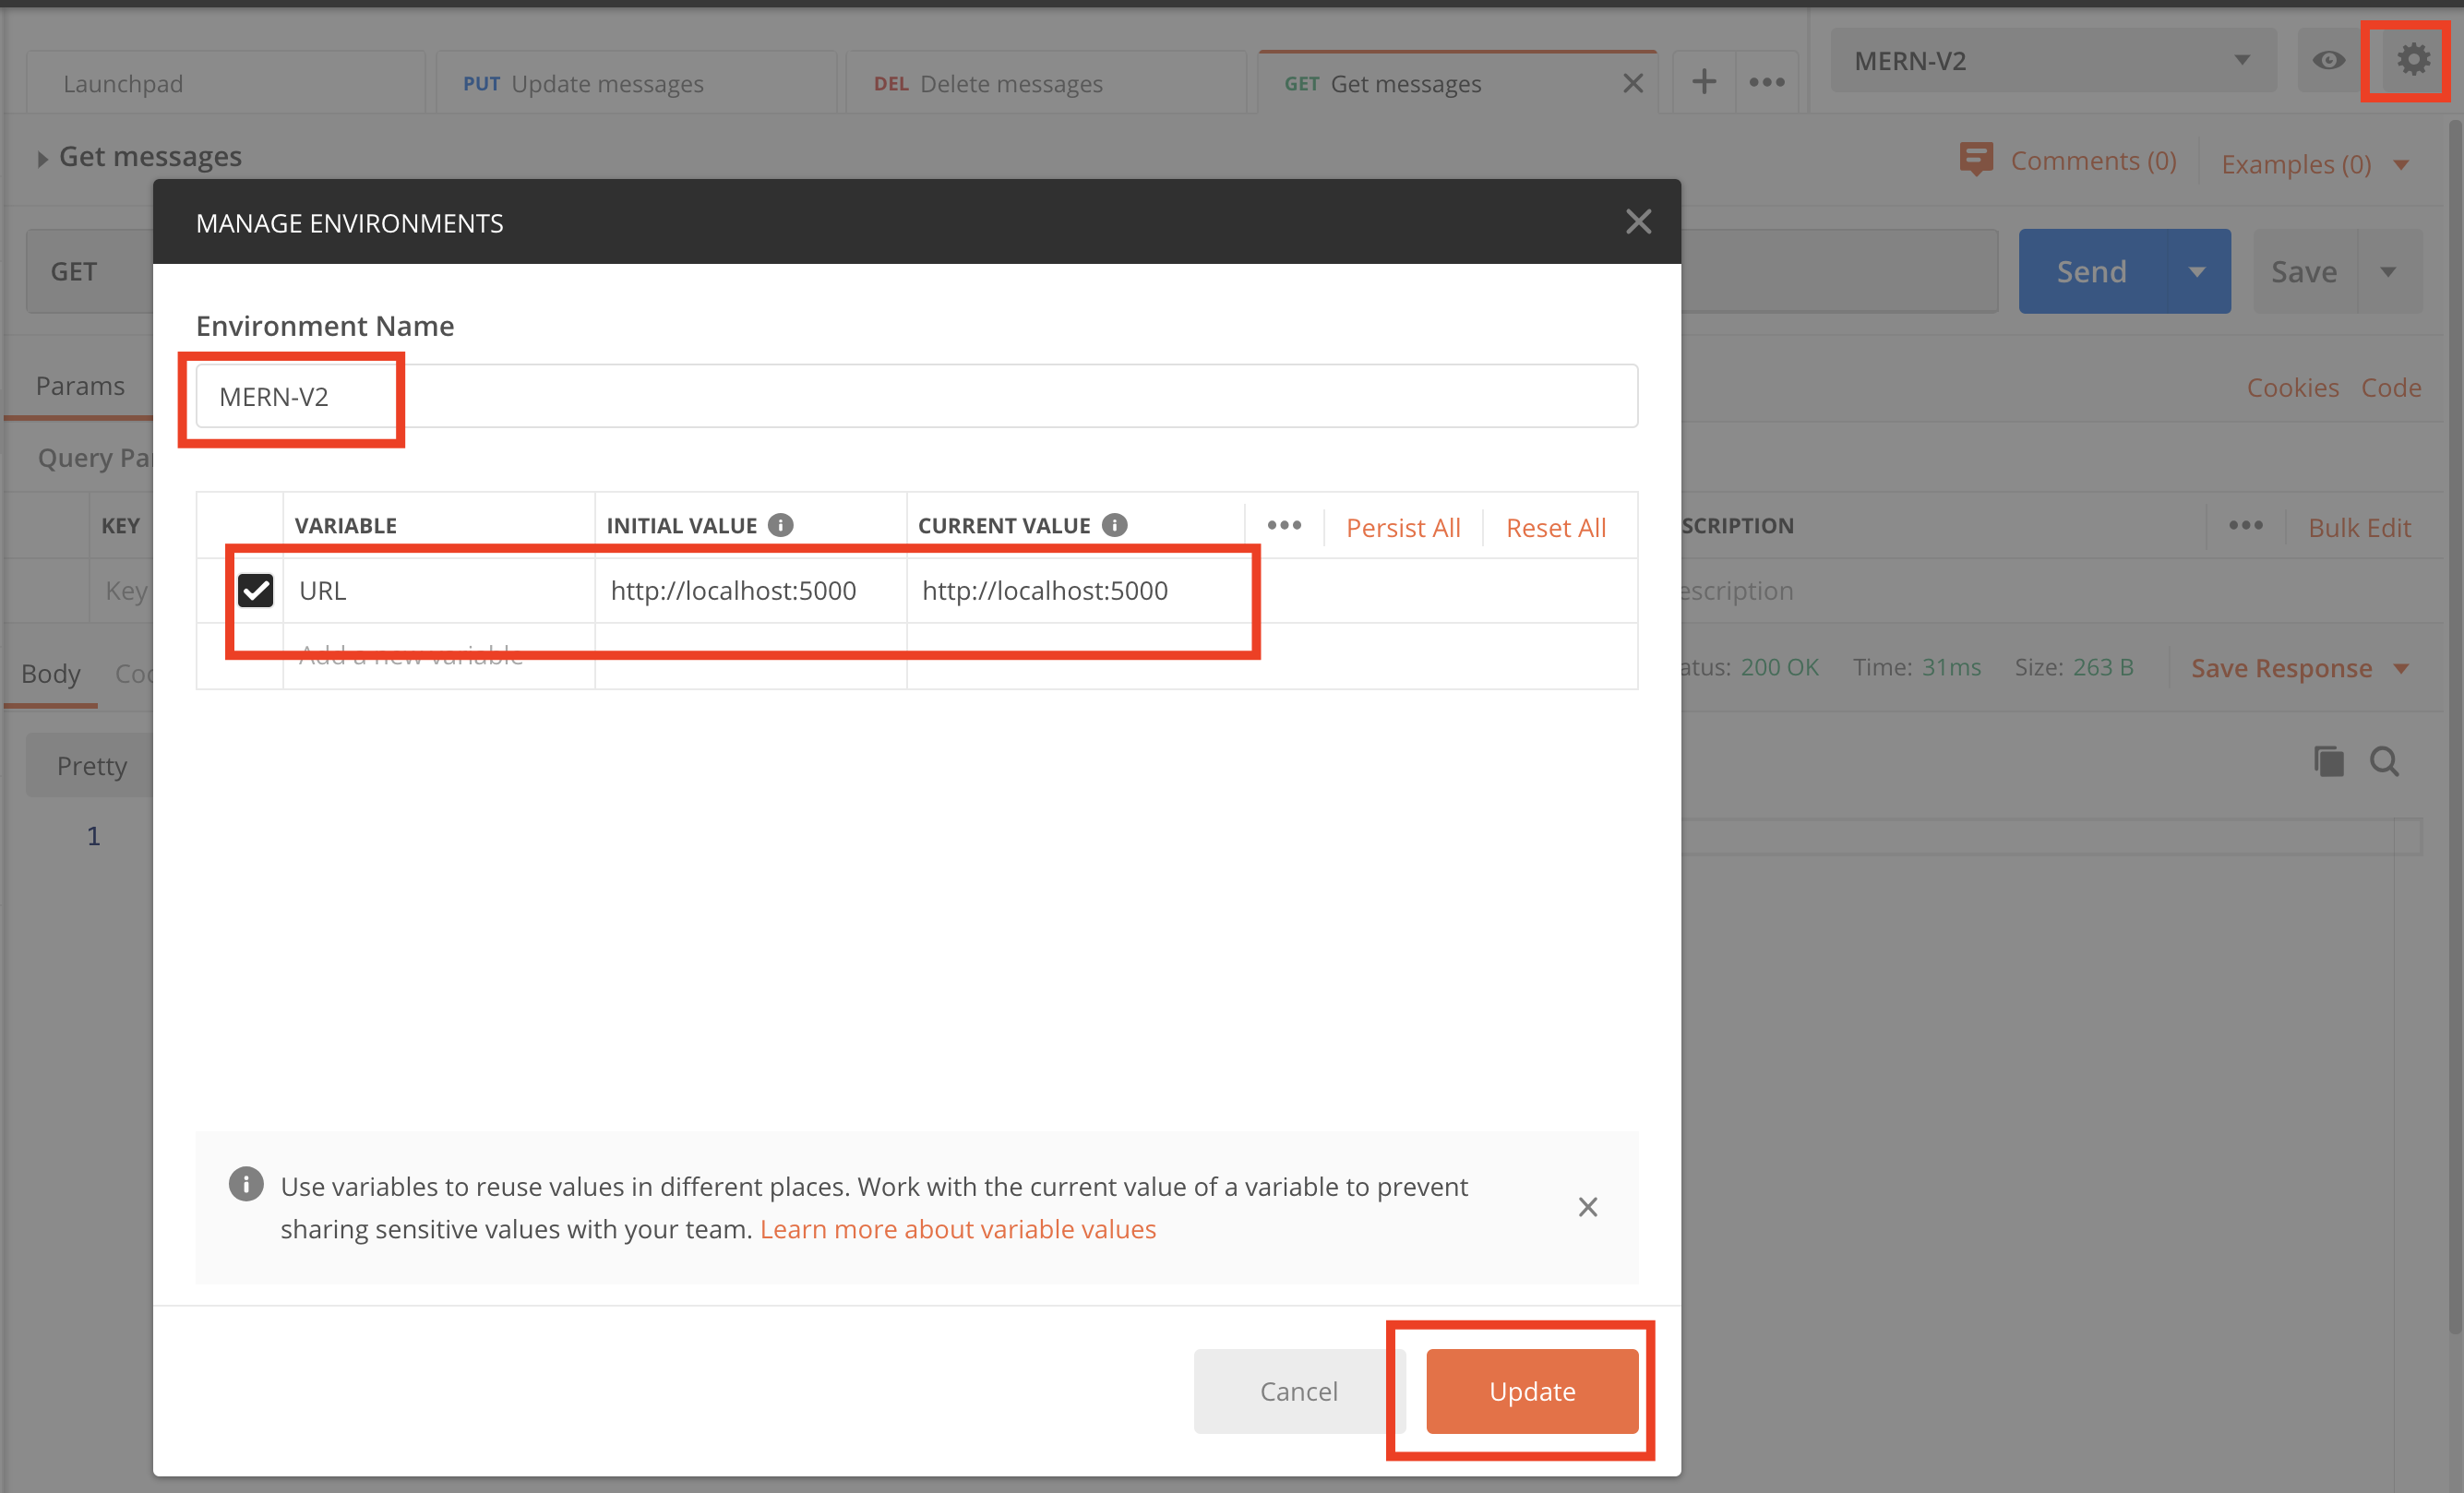 Launchpad
PUT Update messages
DEL Delete messages
GET Get messages
MERN-V2
Get messages
Comments (0)
Examples (0)
MANAGE ENVIRONMENTS
GET
Send
Save
Environment Name
MERN-V2
Params
Cookies
Code
Query Pa
KEY
VARIABLE
INITIAL VALUE
CURRENT VALUE
Persist All
Reset All
SCRIPTION
Bulk Edit
Key
URL
http://localhost:5000
http://localhost:5000
escription
Add a new variable
Body
Coo
atus: 200 OK
Time: 31ms
Size: 263 B
Save Response
Pretty
1
Use variables to reuse values in different places. Work with the current value of a variable to prevent
sharing sensitive values with your team. Learn more about variable values
Cancel
Update